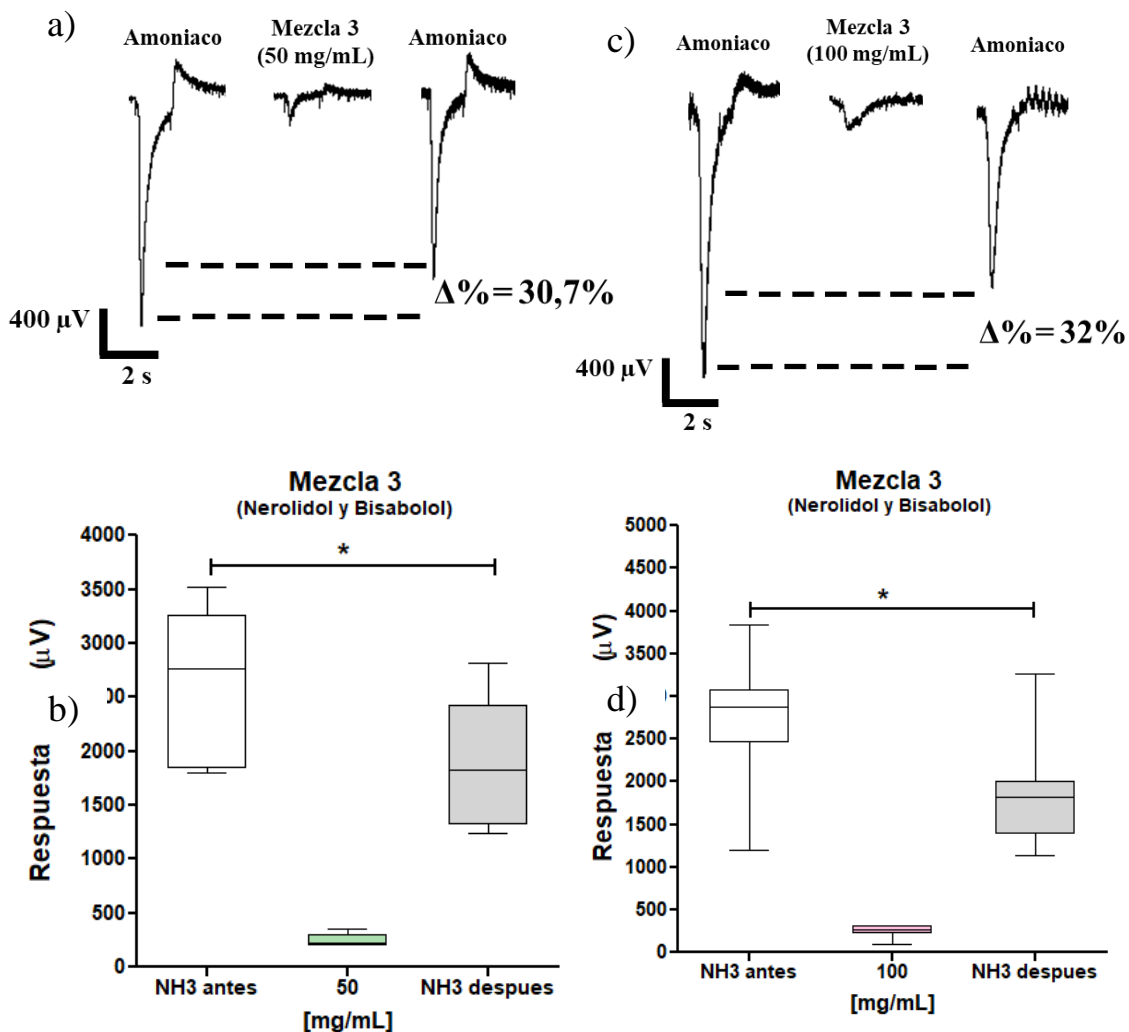 a)
Amoniaco
Mezcla 3
(50 mg/mL)
Amoniaco
Δ%=30,7%
400 µV
2 s
c)
Amoniaco
Mezcla 3
(100 mg/mL)
Amoniaco
Δ%=32%
400 µV
2 s
b)
Mezcla 3
(Nerolidol y Bisabolol)
Respuesta (µV)
4000
3500
3000
00
2000
1500
1000
500
0
*
NH3 antes
50
NH3 despues
[mg/mL]
d)
Mezcla 3
(Nerolidol y Bisabolol)
Respuesta (µV)
5000
4500
4000
3500
2500
2000
1500
1000
500
0
*
NH3 antes
100
NH3 despues
[mg/mL]